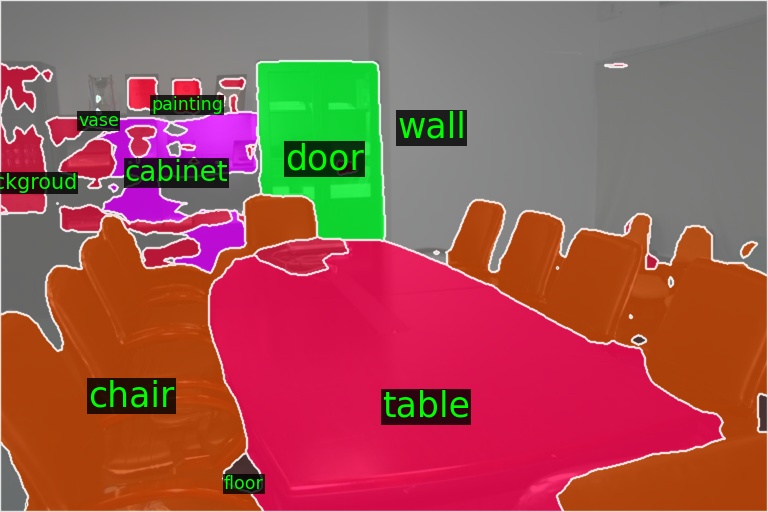 painting
vase
wall
door
cabinet
ckgroud
chair
table
floor